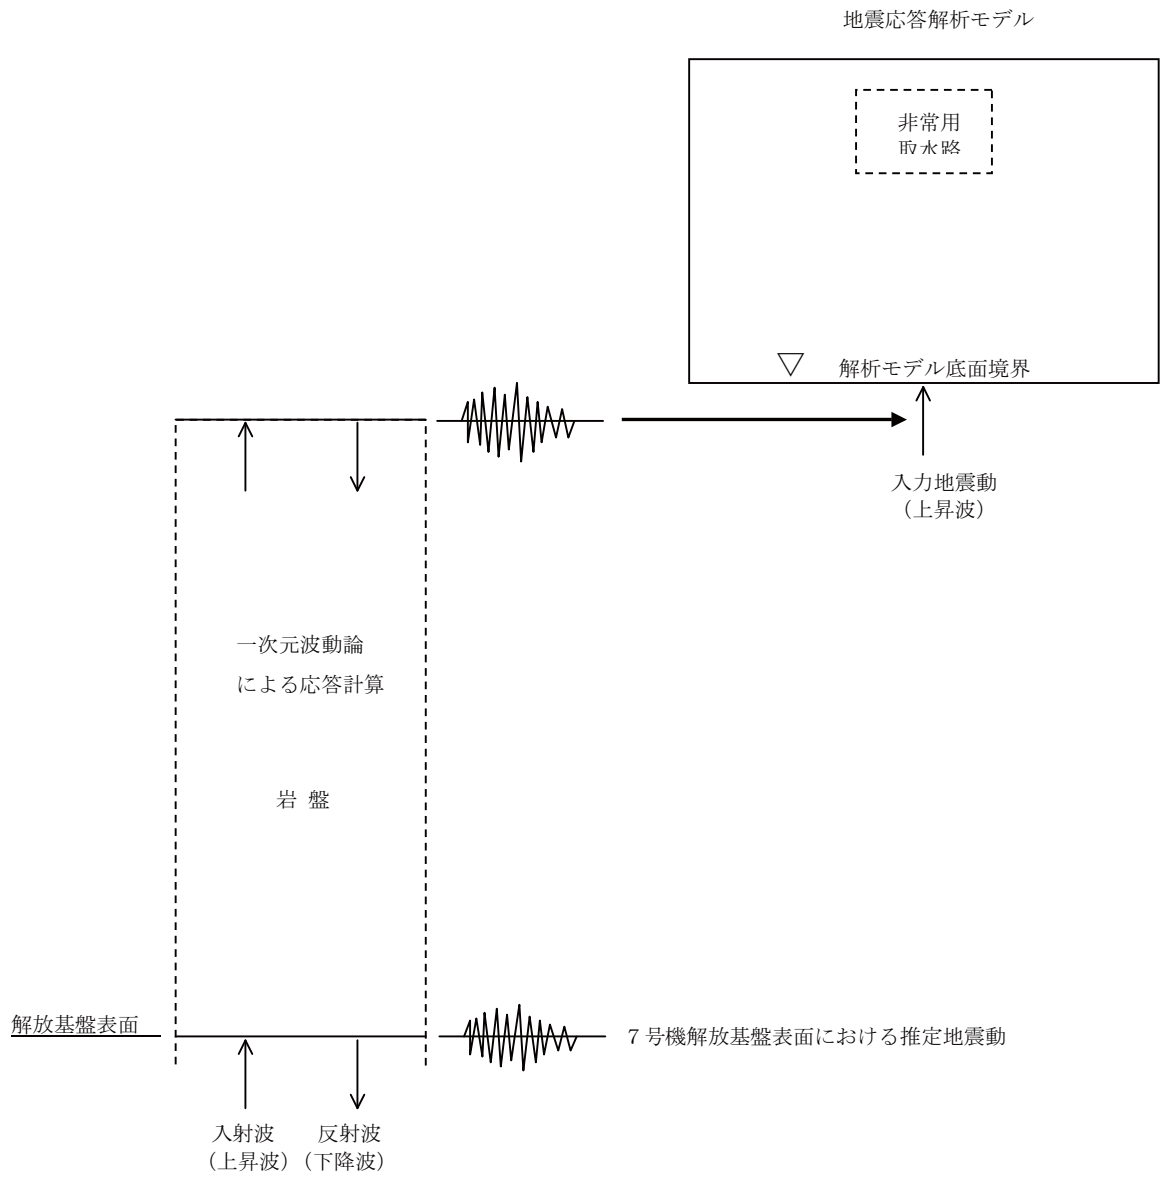 地震応答解析モデル
非常用
取水路
解析モデル底面境界
入力地震動
（上昇波）
一次元波動論
による応答計算
岩 盤
解放基盤表面
７号機解放基盤表面における推定地震動
入射波 反射波
（上昇波）（下降波）